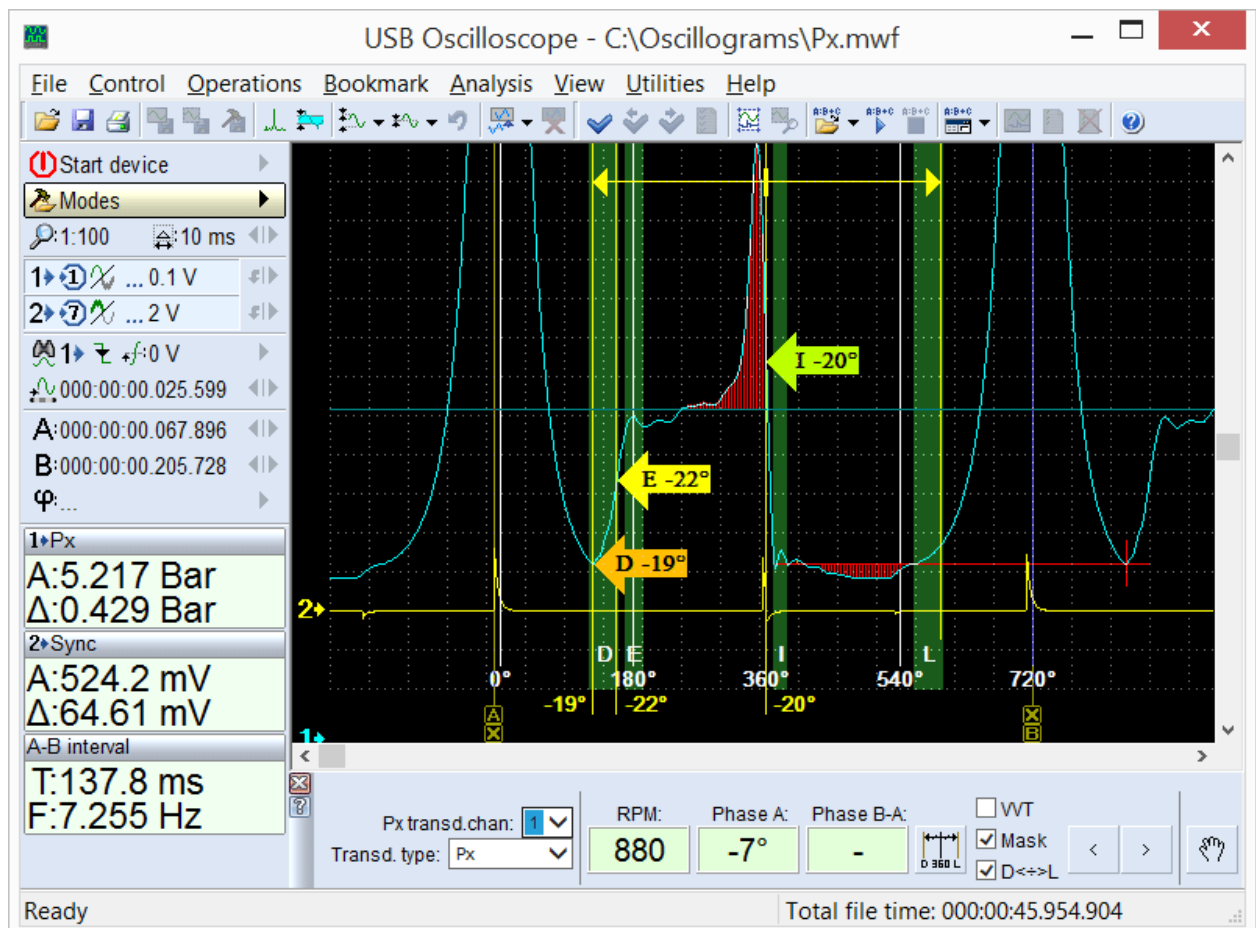 USB Oscilloscope - C:\Oscillograms\Px.mwf
File Control Operations Bookmark Analysis View Utilities Help
A:B+C A:B+C A:B+C A:B+C
Start device
Modes
1:100 10 ms
1 1 ... 0.1 V
2 7 ... 2 V
1 f:0 V
000:00:00.025.599
A:000:00:00.067.896
B:000:00:00.205.728
φ:...
1 Px
A:5.217 Bar
Δ:0.429 Bar
2 Sync
A:524.2 mV
Δ:64.61 mV
A-B interval
T:137.8 ms
F:7.255 Hz
I -20°
E -22°
D -19°
2
D E I L
0° 180° 360° 540° 720°
-19° -22° -20°
A X
X B
1
Px transd.chan: 1
Transd. type: Px
RPM: Phase A: Phase B-A:
880 -7° -
D 360 L
VVT
Mask
D<÷>L
< >
Ready Total file time: 000:00:45.954.904